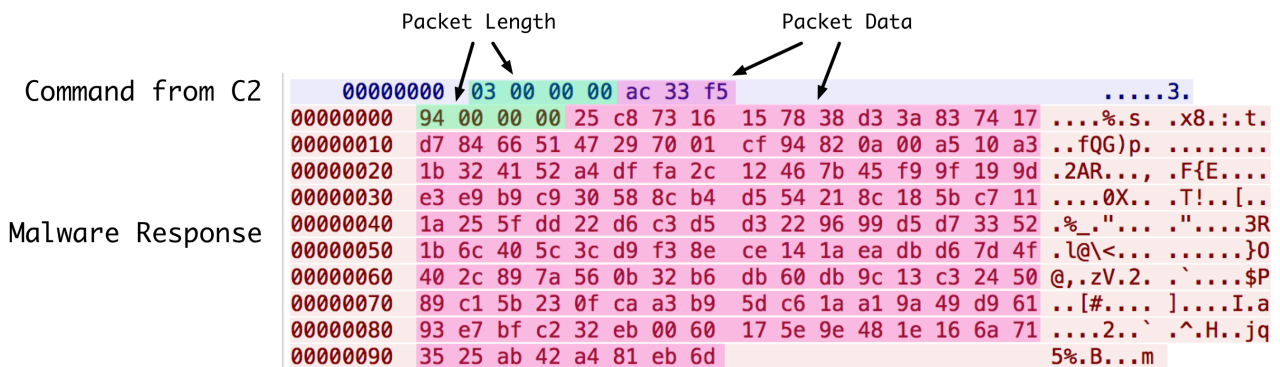 Packet Length Packet Data
Command from C2 00000000 03 00 00 00 ac 33 f5 .....3.
00000000 94 00 00 00 25 c8 73 16 15 78 38 d3 3a 83 74 17 ....%.s. .x8.:.t.
00000010 d7 84 66 51 47 29 70 01 cf 94 82 0a 00 a5 10 a3 ..fQG)p. ........
00000020 1b 32 41 52 a4 df fa 2c 12 46 7b 45 f9 9f 19 9d .2AR..., .F{E....
00000030 e3 e9 b9 c9 30 58 8c b4 d5 54 21 8c 18 5b c7 11 ....0X.. .T!..[..
Malware Response 00000040 1a 25 5f dd 22 d6 c3 d5 d3 22 96 99 d5 d7 33 52 .%_."... ."....3R
00000050 1b 6c 40 5c 3c d9 f3 8e ce 14 1a ea db d6 7d 4f .l@\<... ......}O
00000060 40 2c 89 7a 56 0b 32 b6 db 60 db 9c 13 c3 24 50 @,.zV.2. .`....$P
00000070 89 c1 5b 23 0f ca a3 b9 5d c6 1a a1 9a 49 d9 61 ..[#.... ]....I.a
00000080 93 e7 bf c2 32 eb 00 60 17 5e 9e 48 1e 16 6a 71 ....2..` .^.H..jq
00000090 35 25 ab 42 a4 81 eb 6d 5%.B...m